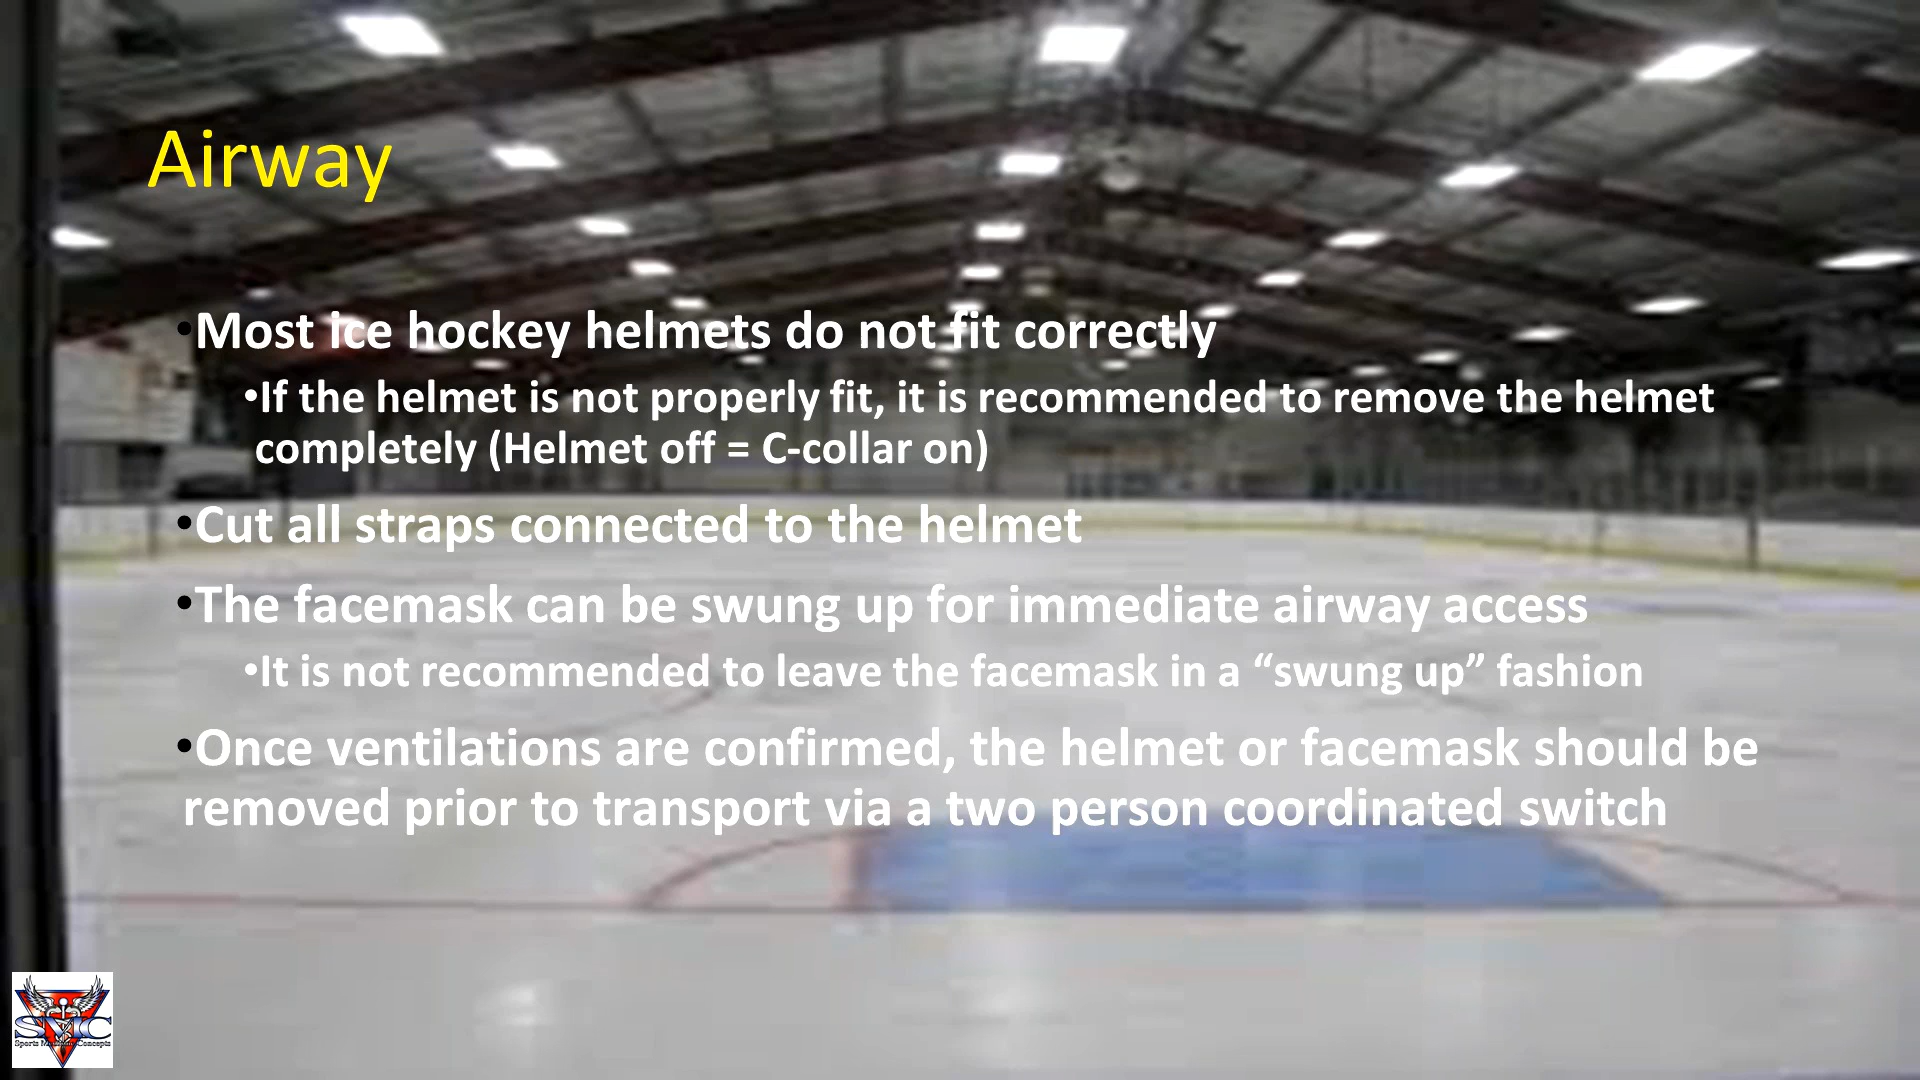 Airway
•Most ice hockey helmets do not fit correctly
•If the helmet is not properly fit, it is recommended to remove the helmet
completely (Helmet off = C-collar on)
•Cut all straps connected to the helmet
•The facemask can be swung up for immediate airway access
•It is not recommended to leave the facemask in a “swung up” fashion
•Once ventilations are confirmed, the helmet or facemask should be
removed prior to transport via a two person coordinated switch
SMC
Sports Medicine Concepts